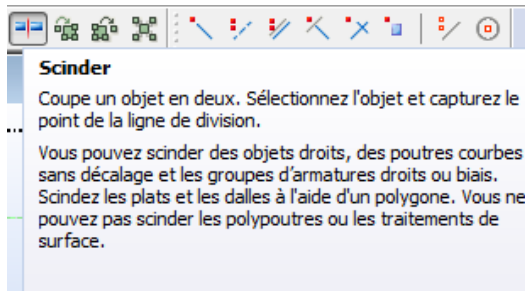 Scinder
Coupe un objet en deux. Sélectionnez l'objet et capturez le
point de la ligne de division.
Vous pouvez scinder des objets droits, des poutres courbes
sans décalage et les groupes d'armatures droits ou biais.
Scindez les plats et les dalles à l'aide d'un polygone. Vous ne
pouvez pas scinder les polypoutres ou les traitements de
surface.